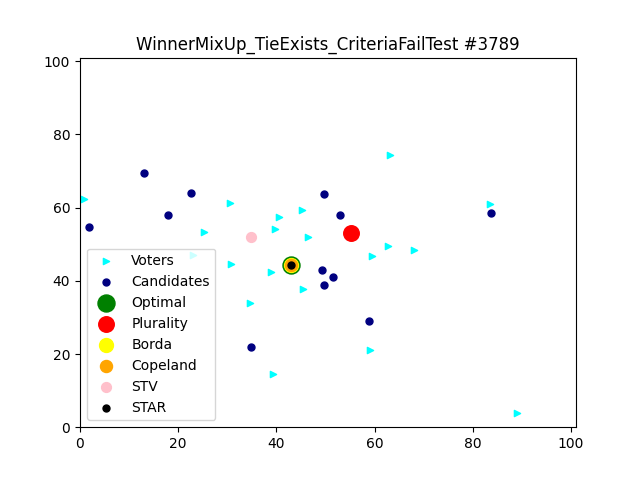 WinnerMixUp_TieExists_CriteriaFailTest #3789
100
80
60
40
20
0
Voters
Candidates
Optimal
Plurality
Borda
Copeland
STV
STAR
0 20 40 60 80 100